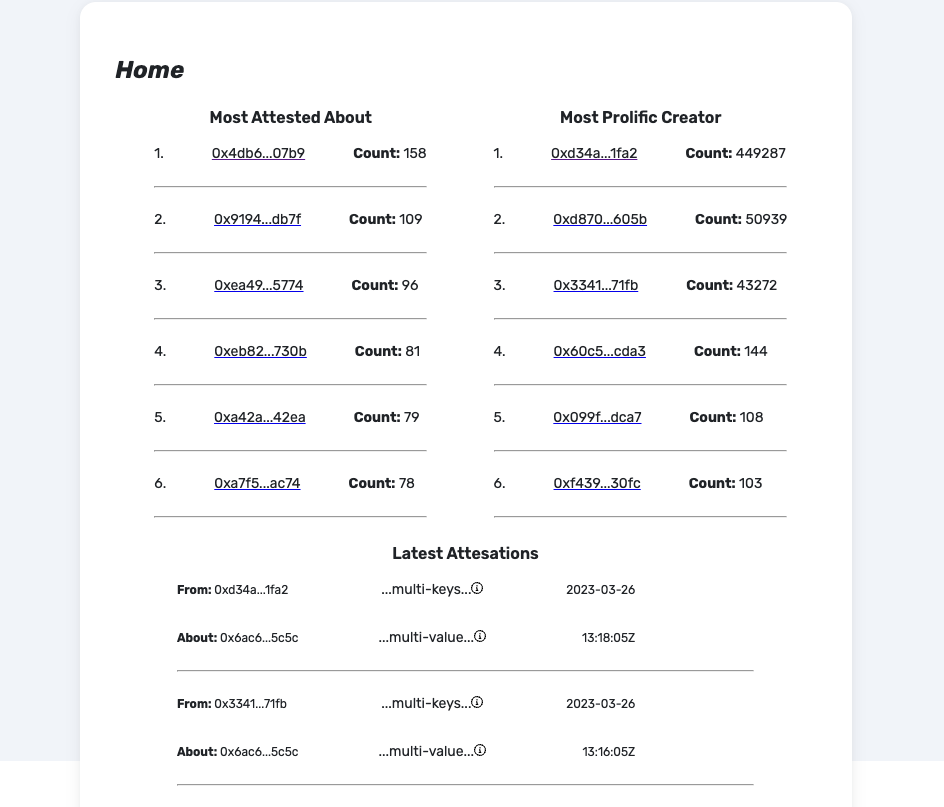 Home
Most Attested About
1. 0x4db6...07b9 Count: 158
2. 0x9194...db7f Count: 109
3. 0xea49...5774 Count: 96
4. 0xeb82...730b Count: 81
5. 0xa42a...42ea Count: 79
6. 0xa7f5...ac74 Count: 78
Most Prolific Creator
1. 0xd34a...1fa2 Count: 449287
2. 0xd870...605b Count: 50939
3. 0x3341...71fb Count: 43272
4. 0x60c5...cda3 Count: 144
5. 0x099f...dca7 Count: 108
6. 0xf439...30fc Count: 103
Latest Attesations
From: 0xd34a...1fa2 ...multi-keys... 2023-03-26
About: 0x6ac6...5c5c ...multi-value... 13:18:05Z
From: 0x3341...71fb ...multi-keys... 2023-03-26
About: 0x6ac6...5c5c ...multi-value... 13:16:05Z